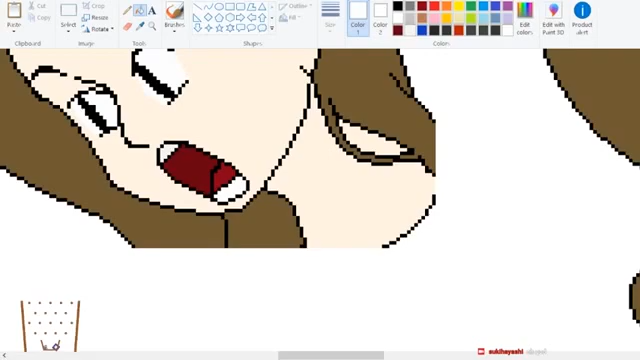 Cut
Crop
Paste
Copy
Resize
Rotate
Select
A
Brushes
Outline
Fill
Size
Color 1
Color 2
Edit colors
Edit with Paint 3D
Product alert
Clipboard
Image
Tools
Shapes
Colors
sukihayashi